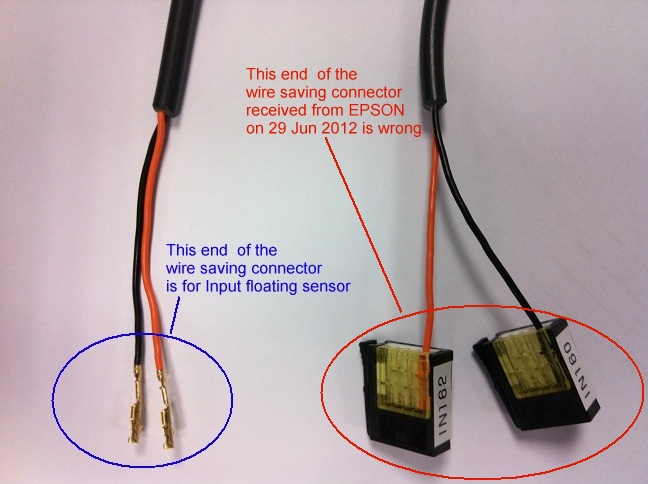 This end of the
wire saving connector
received from EPSON
on 29 Jun 2012 is wrong
This end of the
wire saving connector
is for Input floating sensor
IN162
IN160